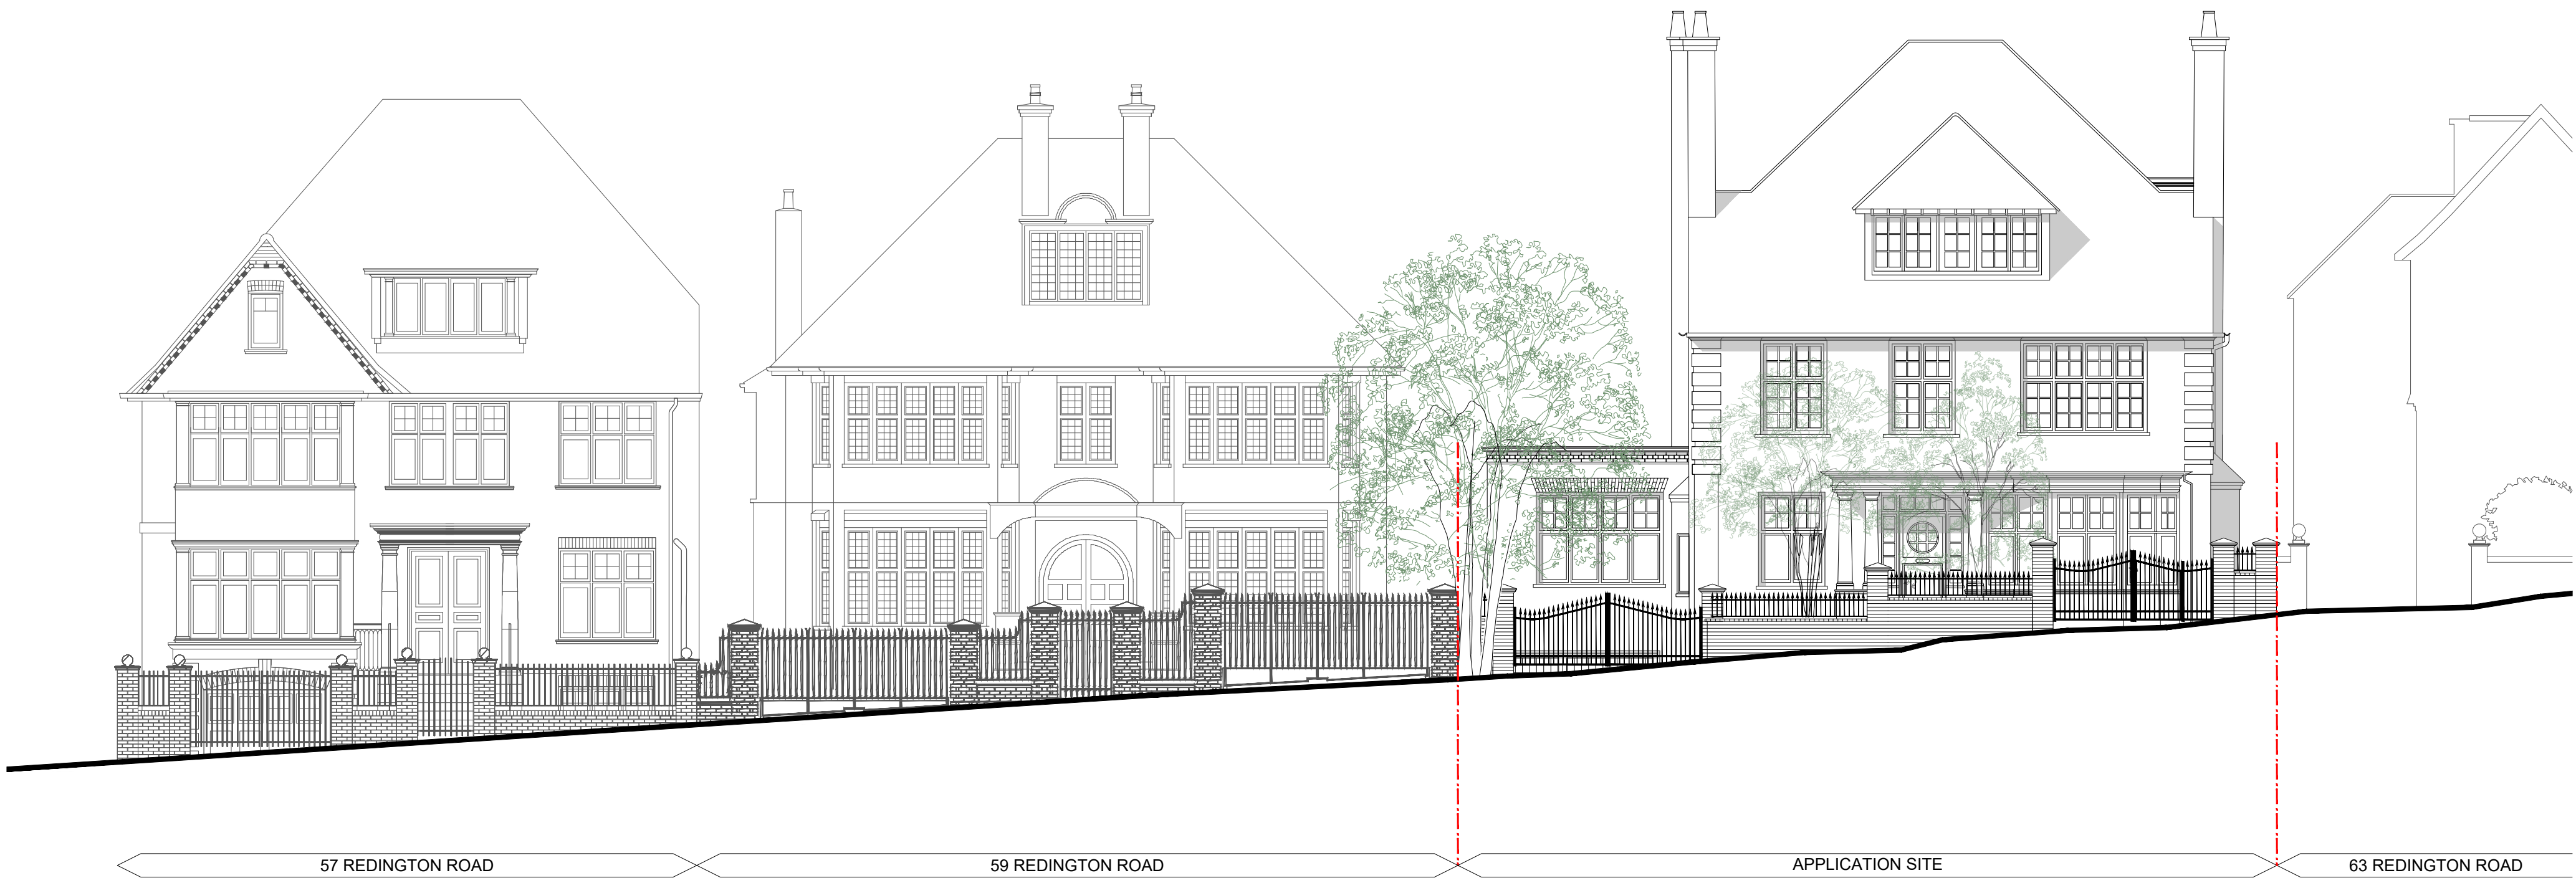 57 REDINGTON ROAD
59 REDINGTON ROAD
APPLICATION SITE
63 REDINGTON ROAD